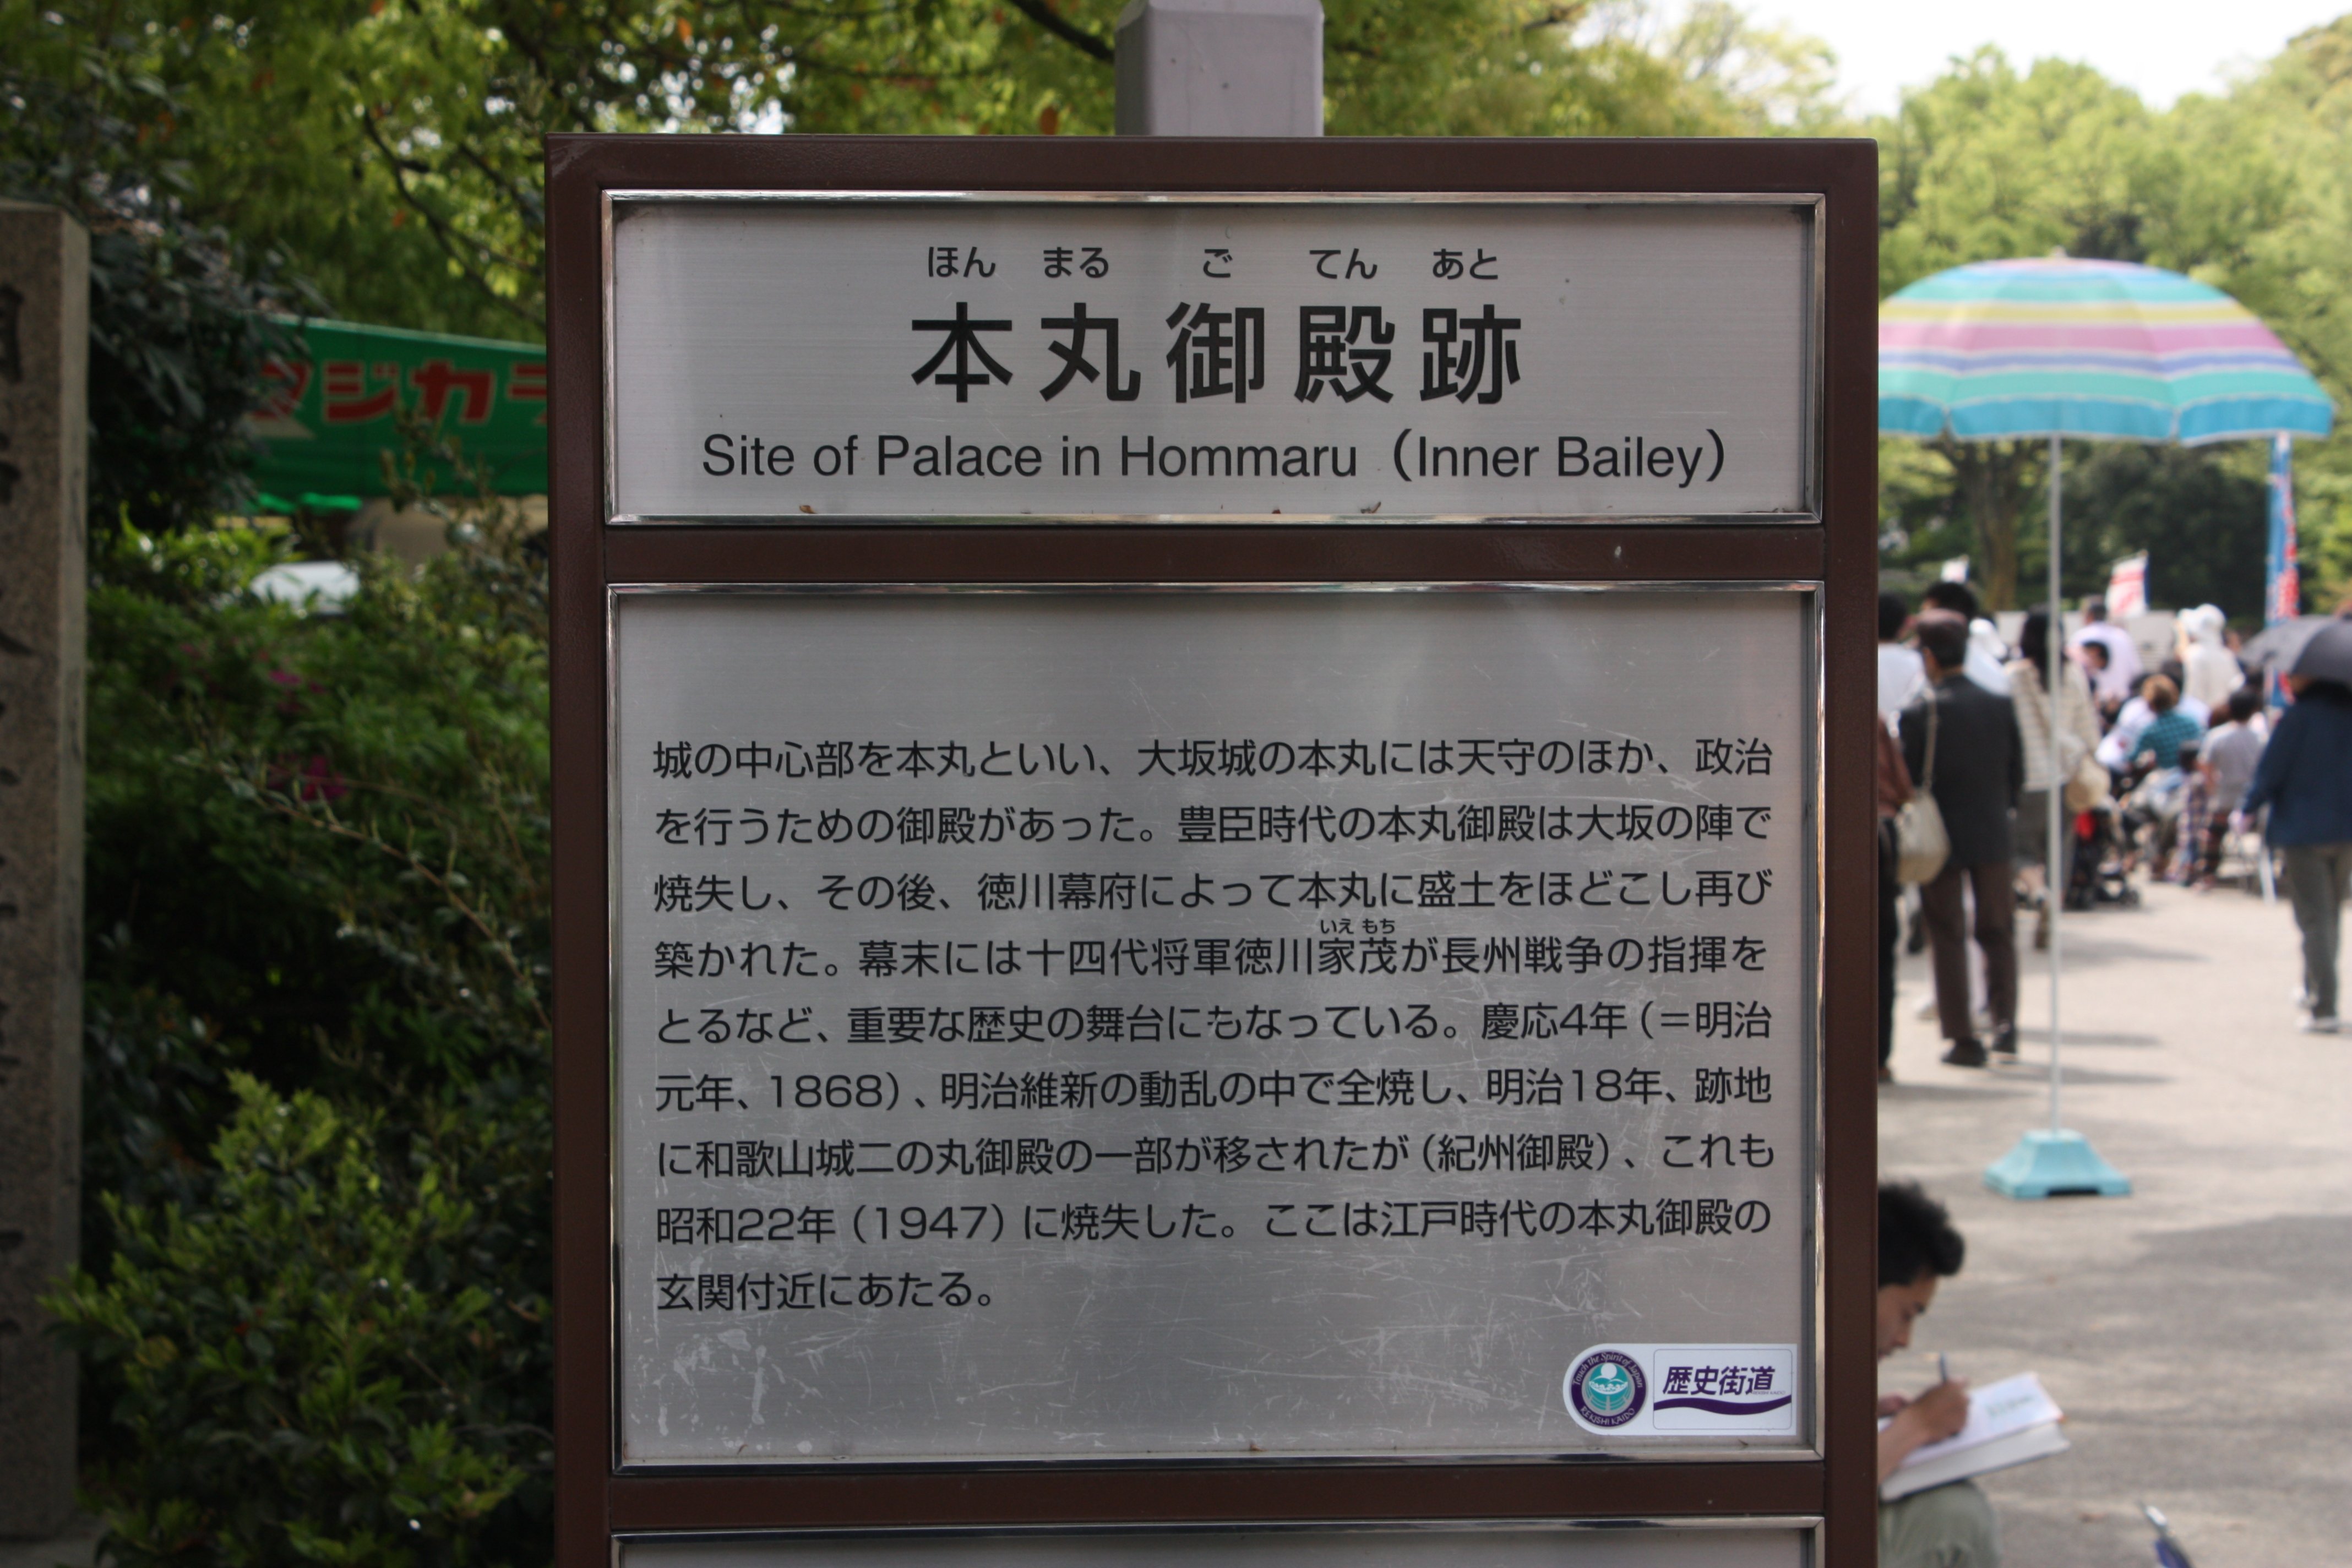 ほん まる ご てん あと
本丸御殿跡
Site of Palace in Hommaru (Inner Bailey)
城の中心部を本丸といい、大坂城の本丸には天守のほか、政治
を行うための御殿があった。豊臣時代の本丸御殿は大坂の陣で
焼失し、その後、徳川幕府によって本丸に盛土をほどこし再び
いえ もち
築かれた。幕末には十四代将軍徳川家茂が長州戦争の指揮を
とるなど、重要な歴史の舞台にもなっている。慶応4年(=明治
元年、1868)、明治維新の動乱の中で全焼し、明治18年、跡地
に和歌山城二の丸御殿の一部が移されたが(紀州御殿)、これも
昭和22年(1947)に焼失した。ここは江戸時代の本丸御殿の
玄関付近にあたる。
Touch the Spirit of Japan
REKISHI KAIDO
歴史街道
マジカラ